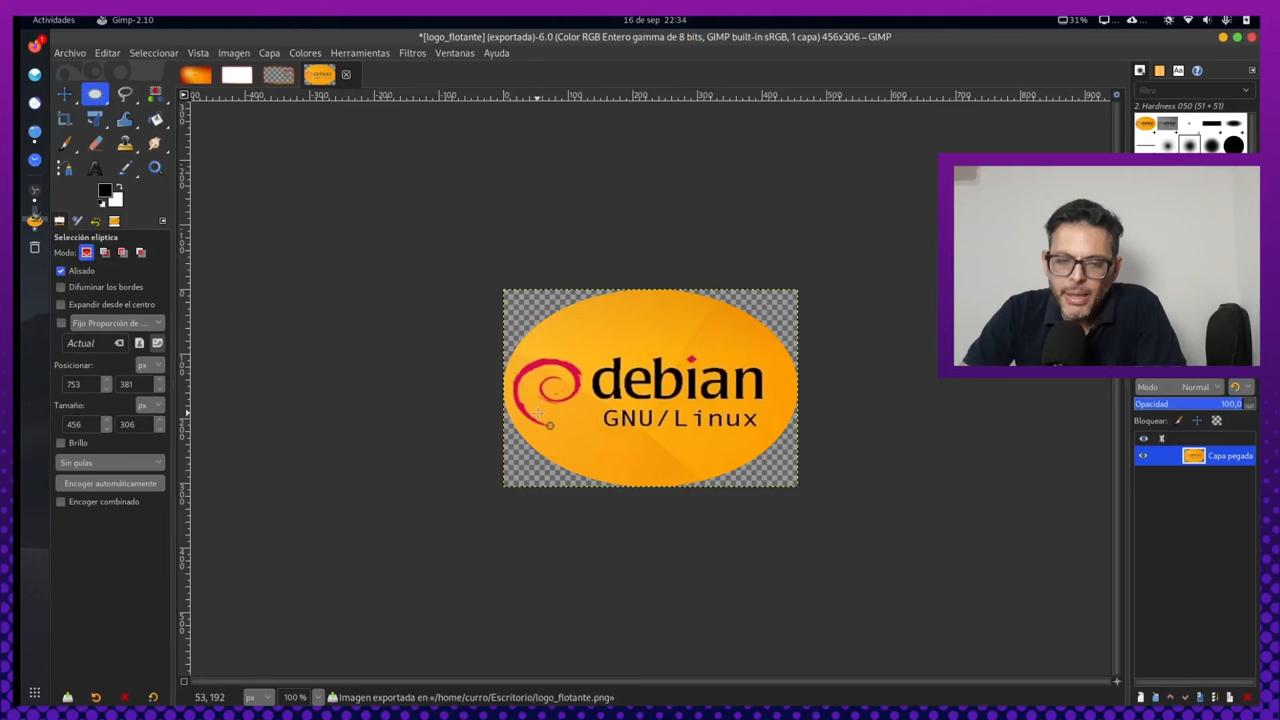 Actividades
Gimp-2.10
16 de sep 22:34
31%
*[logo_flotante] (exportada)-6.0 (Color RGB Entero gamma de 8 bits, GIMP built-in sRGB, 1 capa) 456x306 – GIMP
Archivo Editar Seleccionar Vista Imagen Capa Colores Herramientas Filtros Ventanas Ayuda
filtro
2. Hardness 050 (51 × 51)
Selección elíptica
Modo:
Alisado
Difuminar los bordes
Expandir desde el centro
Fijo Proporción de ...
Actual
Posicionar:
px
753 381
Tamaño:
px
456 306
Brillo
Sin guías
Encoger automáticamente
Encoger combinado
debian
GNU/Linux
Modo Normal
Opacidad 100,0
Bloquear:
Capa pegada
53, 192 px 100 % Imagen exportada en «/home/curro/Escritorio/logo_flotante.png»